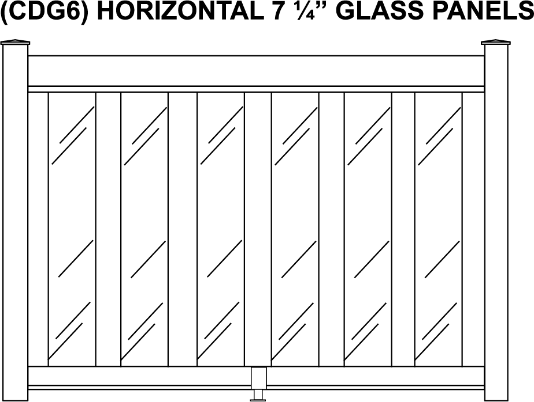 (CDG6) HORIZONTAL 7 ¼” GLASS PANELS